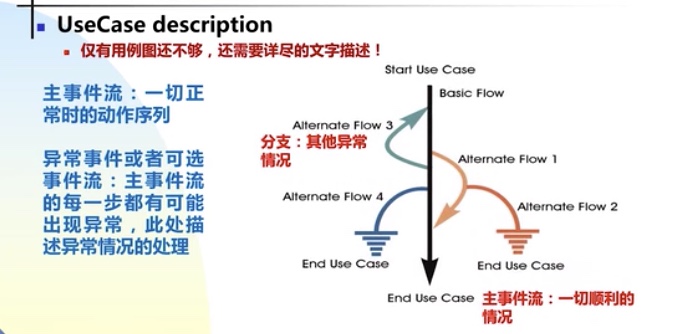 UseCase description
仅有用例图还不够，还需要详尽的文字描述！
主事件流：一切正
常时的动作序列
异常事件或者可选
事件流：主事件流
的每一步都有可能
出现异常，此处描
述异常情况的处理
Start Use Case
Basic Flow
Alternate Flow 3
分支：其他异常
情况
Alternate Flow 1
Alternate Flow 4
Alternate Flow 2
End Use Case
End Use Case
End Use Case
主事件流：一切顺利的
情况